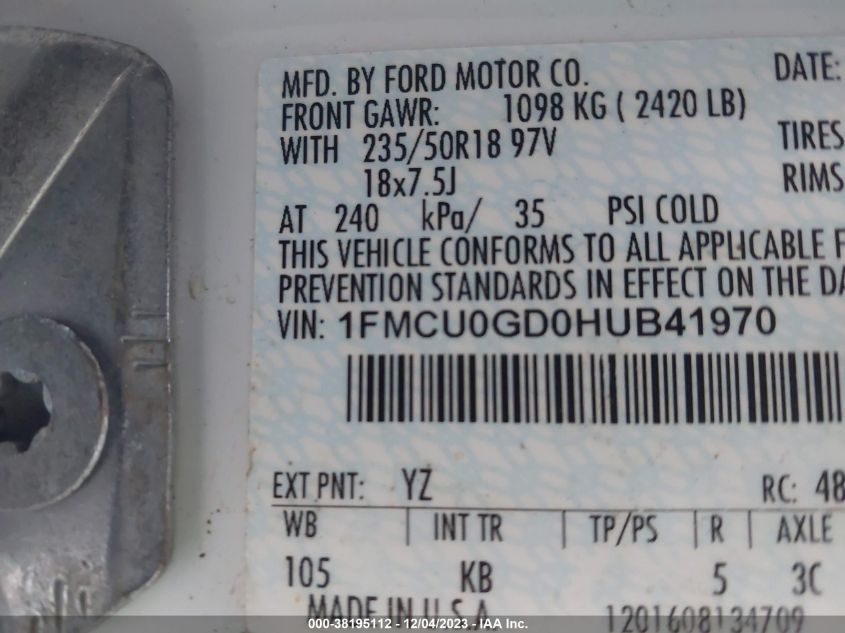 MFD. BY FORD MOTOR CO. DATE:
FRONT GAWR: 1098 KG ( 2420 LB)
WITH 235/50R18 97V TIRES
18x7.5J RIMS
AT 240 kPa/ 35 PSI COLD
THIS VEHICLE CONFORMS TO ALL APPLICABLE F
PREVENTION STANDARDS IN EFFECT ON THE DA
VIN: 1FMCU0GD0HUB41970
EXT PNT: YZ RC: 48
WB | INT TR | TP/PS | R | AXLE
105 KB 5 3C
MADE IN U.S.A. 1201608134709
000-38195112 - 12/04/2023 - IAA Inc.